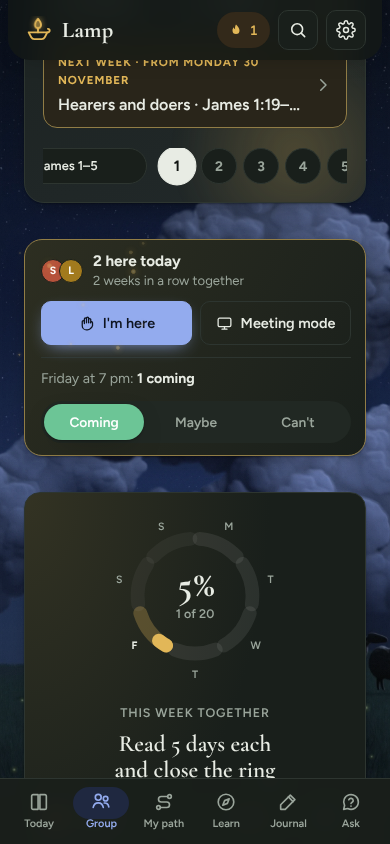 Lamp
1
NEXT WEEK · FROM MONDAY 30
NOVEMBER
Hearers and doers · James 1:19–...
ames 1–5
1
2
3
4
5
S
L
2 here today
2 weeks in a row together
I'm here
Meeting mode
Friday at 7 pm: 1 coming
Coming
Maybe
Can't
S
M
S
T
5%
1 of 20
F
W
T
THIS WEEK TOGETHER
Read 5 days each
and close the ring
Today
Group
My path
Learn
Journal
Ask